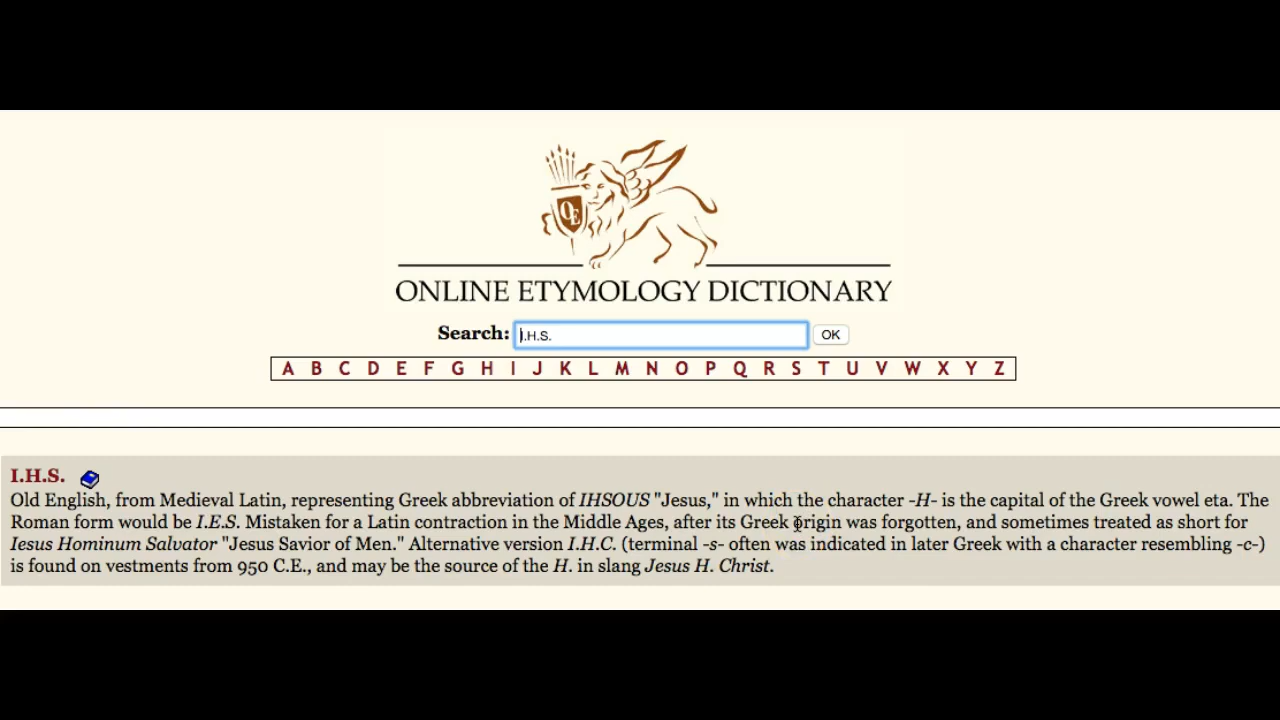 OE
ONLINE ETYMOLOGY DICTIONARY
Search: I.H.S. OK
A B C D E F G H I J K L M N O P Q R S T U V W X Y Z
I.H.S.
Old English, from Medieval Latin, representing Greek abbreviation of IHSOUS "Jesus," in which the character -H- is the capital of the Greek vowel eta. The
Roman form would be I.E.S. Mistaken for a Latin contraction in the Middle Ages, after its Greek origin was forgotten, and sometimes treated as short for
Iesus Hominum Salvator "Jesus Savior of Men." Alternative version I.H.C. (terminal -s- often was indicated in later Greek with a character resembling -c-)
is found on vestments from 950 C.E., and may be the source of the H. in slang Jesus H. Christ.